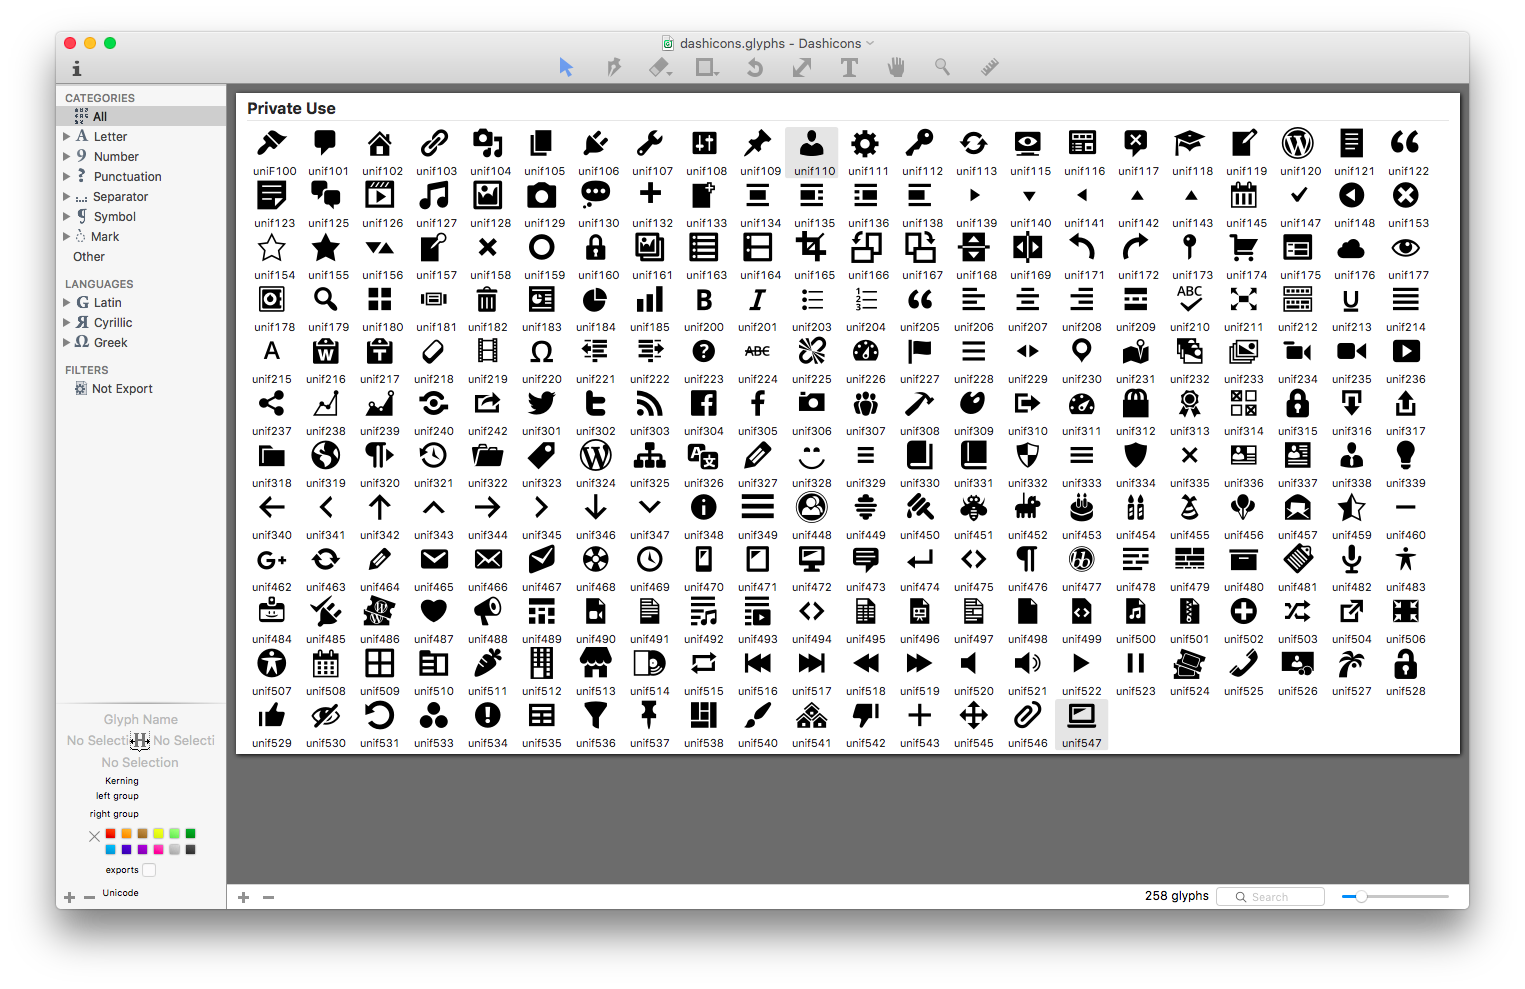 dashicons.glyphs - Dashicons
CATEGORIES
All
Letter
Number
Punctuation
Separator
Symbol
Mark
Other
LANGUAGES
Latin
Cyrillic
Greek
FILTERS
Not Export
Glyph Name
No Selecti H No Selecti
No Selection
Kerning
left group
right group
exports
Unicode
Private Use
uniF100 unif101 unif102 unif103 unif104 unif105 unif106 unif107 unif108 unif109 unif110 unif111 unif112 unif113 unif115 unif116 unif117 unif118 unif119 unif120 unif121 unif122
unif123 unif125 unif126 unif127 unif128 unif129 unif130 unif132 unif133 unif134 unif135 unif136 unif138 unif139 unif140 unif141 unif142 unif143 unif145 unif147 unif148 unif153
unif154 unif155 unif156 unif157 unif158 unif159 unif160 unif161 unif163 unif164 unif165 unif166 unif167 unif168 unif169 unif171 unif172 unif173 unif174 unif175 unif176 unif177
B I 1 2 3 ABC U
unif178 unif179 unif180 unif181 unif182 unif183 unif184 unif185 unif200 unif201 unif203 unif204 unif205 unif206 unif207 unif208 unif209 unif210 unif211 unif212 unif213 unif214
A W T Ω ? ABC
unif215 unif216 unif217 unif218 unif219 unif220 unif221 unif222 unif223 unif224 unif225 unif226 unif227 unif228 unif229 unif230 unif231 unif232 unif233 unif234 unif235 unif236
unif237 unif238 unif239 unif240 unif242 unif301 unif302 unif303 unif304 unif305 unif306 unif307 unif308 unif309 unif310 unif311 unif312 unif313 unif314 unif315 unif316 unif317
unif318 unif319 unif320 unif321 unif322 unif323 unif324 unif325 unif326 unif327 unif328 unif329 unif330 unif331 unif332 unif333 unif334 unif335 unif336 unif337 unif338 unif339
unif340 unif341 unif342 unif343 unif344 unif345 unif346 unif347 unif348 unif349 unif448 unif449 unif450 unif451 unif452 unif453 unif454 unif455 unif456 unif457 unif459 unif460
G+
unif462 unif463 unif464 unif465 unif466 unif467 unif468 unif469 unif470 unif471 unif472 unif473 unif474 unif475 unif476 unif477 unif478 unif479 unif480 unif481 unif482 unif483
unif484 unif485 unif486 unif487 unif488 unif489 unif490 unif491 unif492 unif493 unif494 unif495 unif496 unif497 unif498 unif499 unif500 unif501 unif502 unif503 unif504 unif506
unif507 unif508 unif509 unif510 unif511 unif512 unif513 unif514 unif515 unif516 unif517 unif518 unif519 unif520 unif521 unif522 unif523 unif524 unif525 unif526 unif527 unif528
unif529 unif530 unif531 unif533 unif534 unif535 unif536 unif537 unif538 unif540 unif541 unif542 unif543 unif545 unif546 unif547
258 glyphs
Search